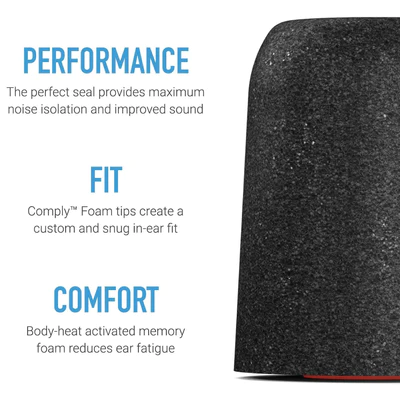 PERFORMANCE
The perfect seal provides maximum
noise isolation and improved sound
FIT
Comply™ Foam tips create a
custom and snug in-ear fit
COMFORT
Body-heat activated memory
foam reduces ear fatigue